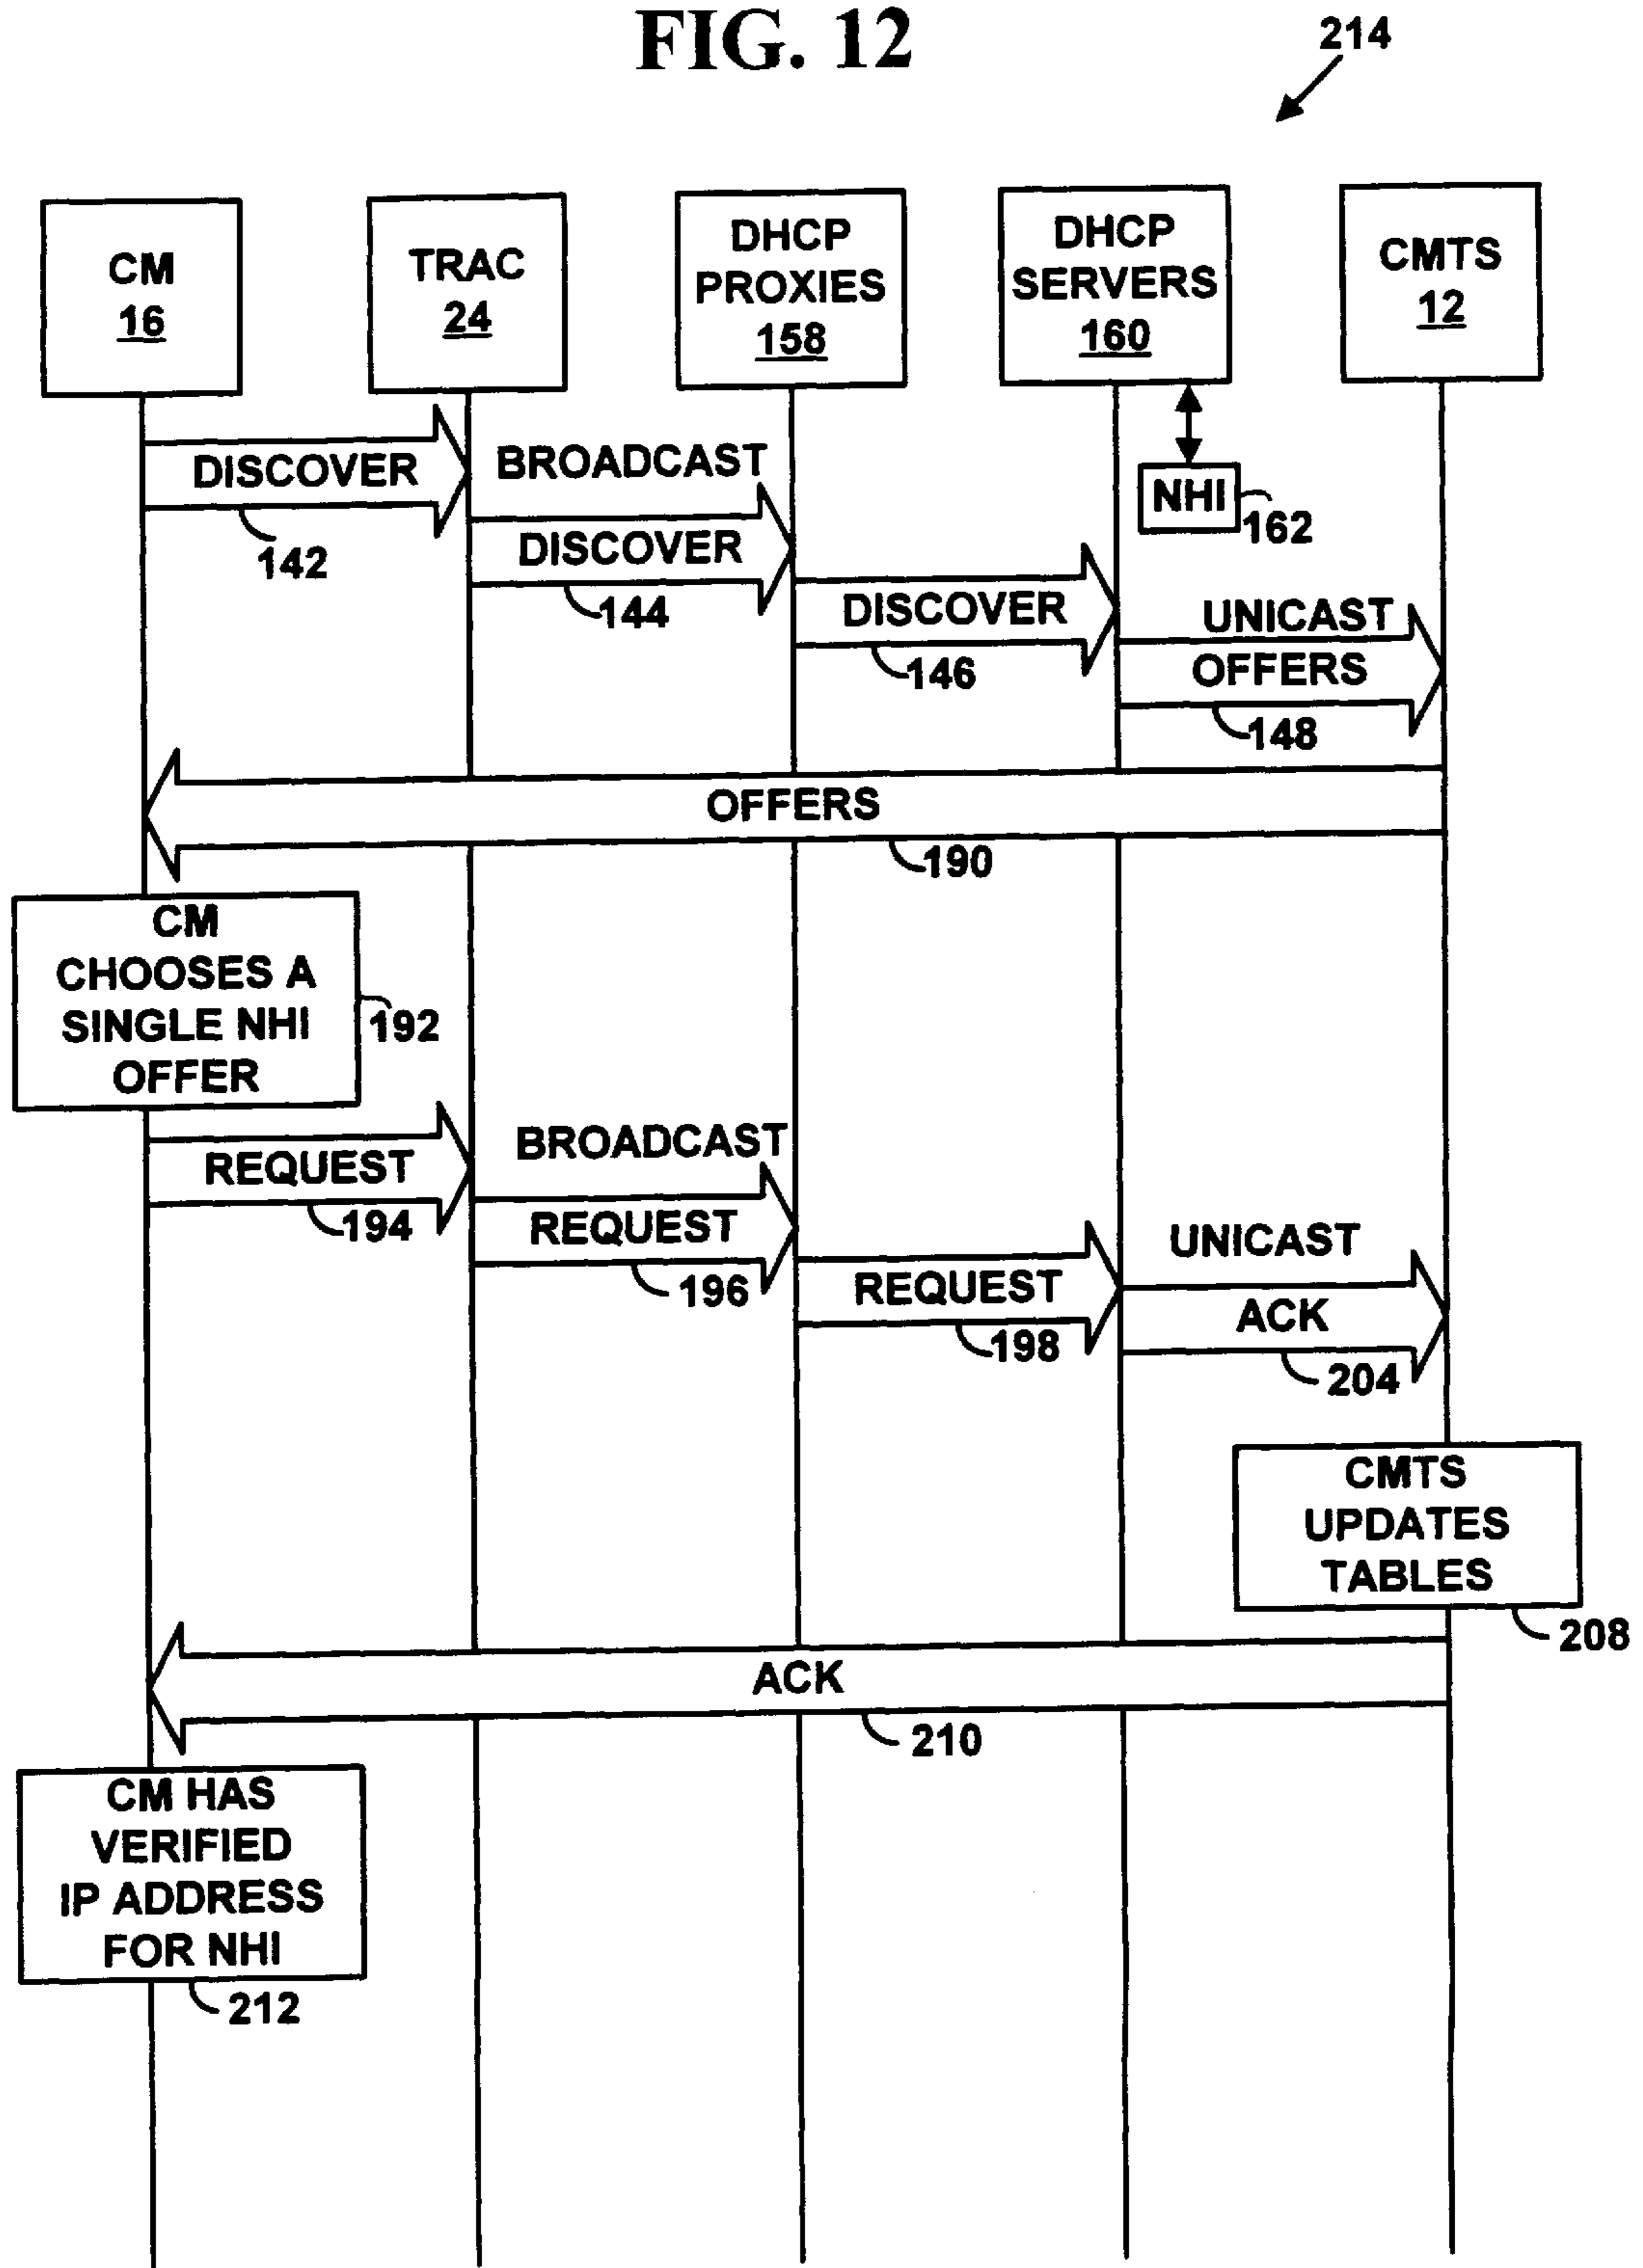 FIG. 12
214
CM
16
TRAC
24
DHCP
PROXIES
158
DHCP
SERVERS
160
CMTS
12
DISCOVER
142
BROADCAST
DISCOVER
144
NHI
162
DISCOVER
146
UNICAST
OFFERS
148
OFFERS
190
CM
CHOOSES A
SINGLE NHI
OFFER
192
REQUEST
194
BROADCAST
REQUEST
196
REQUEST
198
UNICAST
ACK
204
CMTS
UPDATES
TABLES
208
ACK
210
CM HAS
VERIFIED
IP ADDRESS
FOR NHI
212